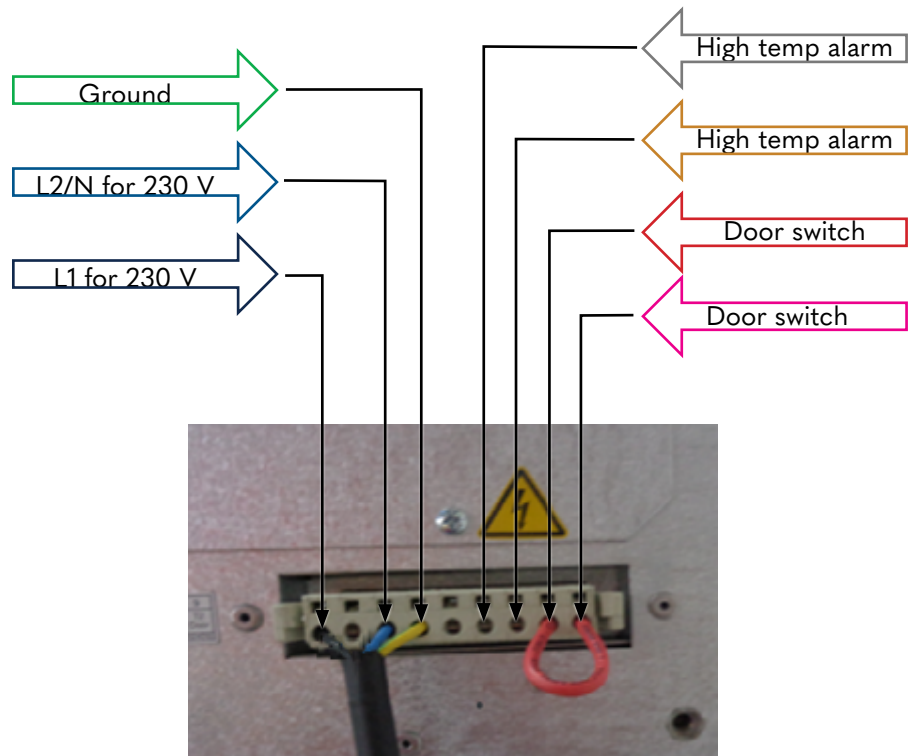 Ground
L2/N for 230 V
L1 for 230 V
High temp alarm
High temp alarm
Door switch
Door switch